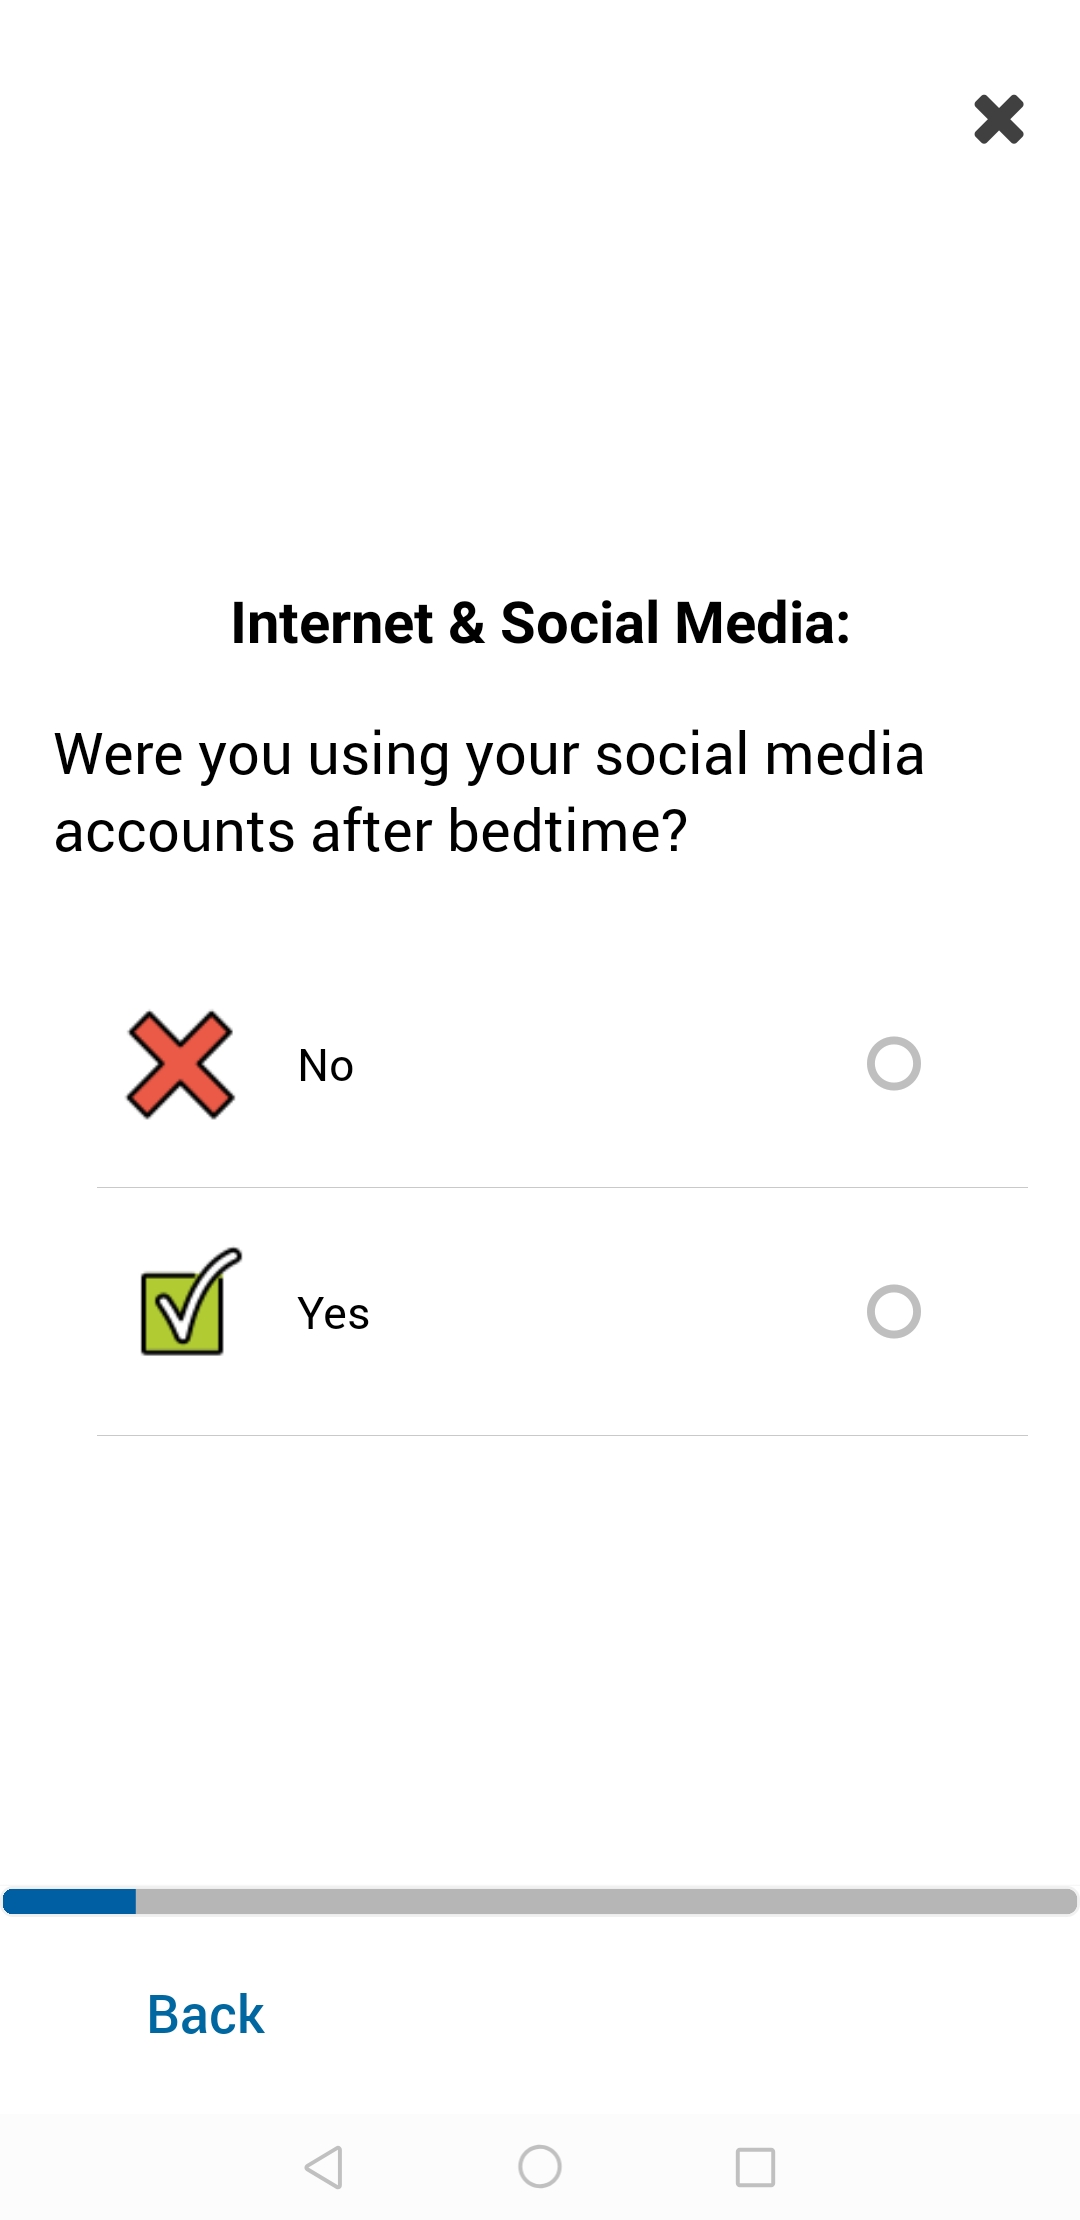 Internet & Social Media:
Were you using your social media
accounts after bedtime?
No
Yes
Back